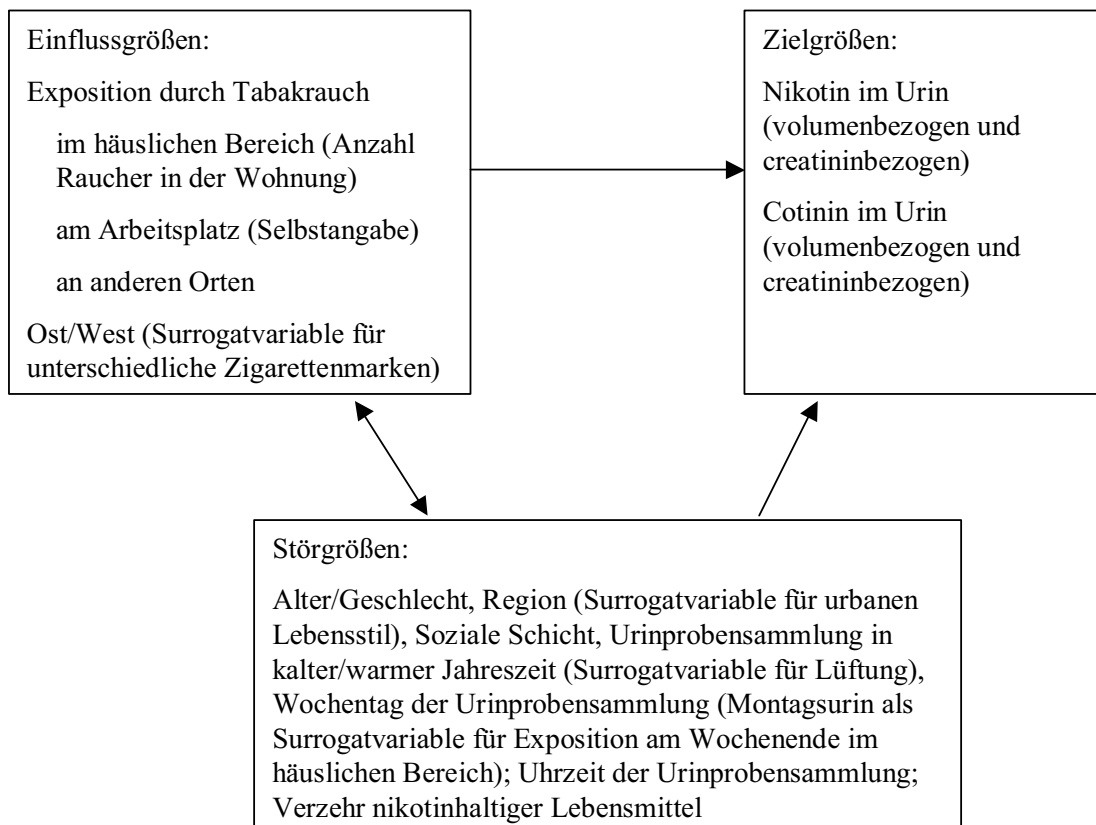 Einflussgrößen:
Exposition durch Tabakrauch
im häuslichen Bereich (Anzahl
Raucher in der Wohnung)
am Arbeitsplatz (Selbstangabe)
an anderen Orten
Ost/West (Surrogatvariable für
unterschiedliche Zigarettenmarken)
Zielgrößen:
Nikotin im Urin
(volumenbezogen und
creatininbezogen)
Cotinin im Urin
(volumenbezogen und
creatininbezogen)
Störgrößen:
Alter/Geschlecht, Region (Surrogatvariable für urbanen
Lebensstil), Soziale Schicht, Urinprobensammlung in
kalter/warmer Jahreszeit (Surrogatvariable für Lüftung),
Wochentag der Urinprobensammlung (Montagsurin als
Surrogatvariable für Exposition am Wochenende im
häuslichen Bereich); Uhrzeit der Urinprobensammlung;
Verzehr nikotinhaltiger Lebensmittel